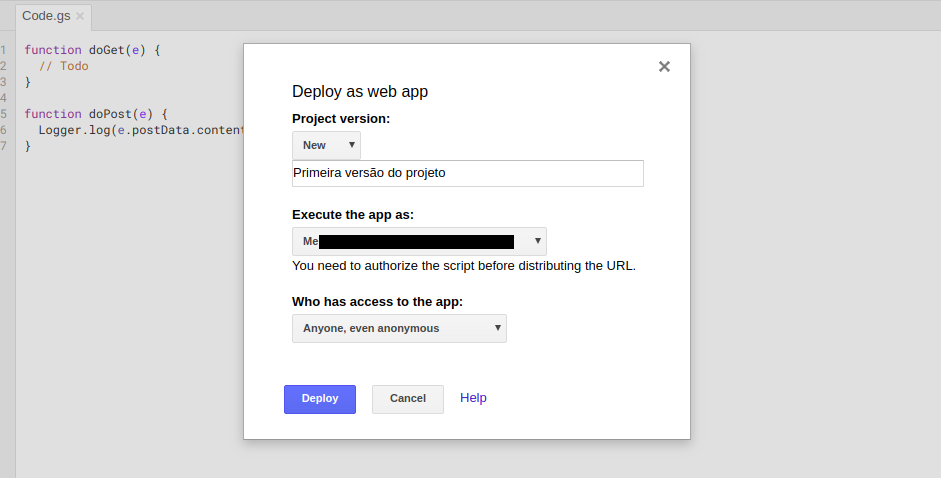 Code.gs ×
1 function doGet(e) {
2 // Todo
3 }
4
5 function doPost(e) {
6 Logger.log(e.postData.content
7 }
×
Deploy as web app
Project version:
New
Primeira versão do projeto
Execute the app as:
Me
You need to authorize the script before distributing the URL.
Who has access to the app:
Anyone, even anonymous
Deploy Cancel Help